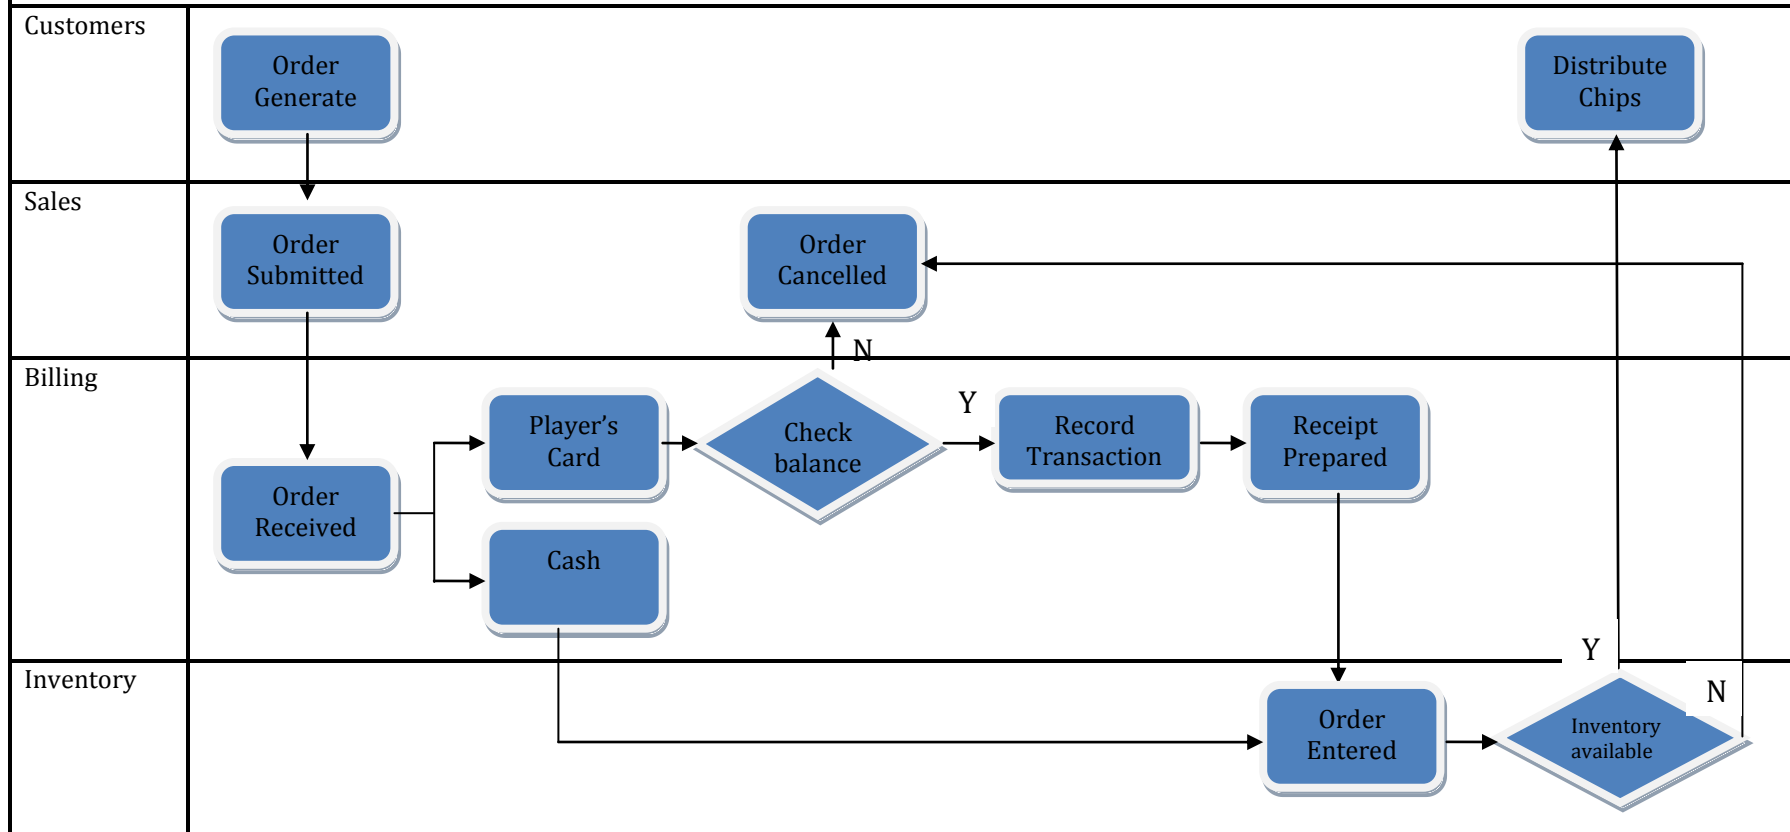 Customers
Order
Generate
Distribute
Chips
Sales
Order
Submitted
Order
Cancelled
N
Billing
Player’s
Card
Check
balance
Y
Record
Transaction
Receipt
Prepared
Order
Received
Cash
Y
Inventory
N
Order
Entered
Inventory
available